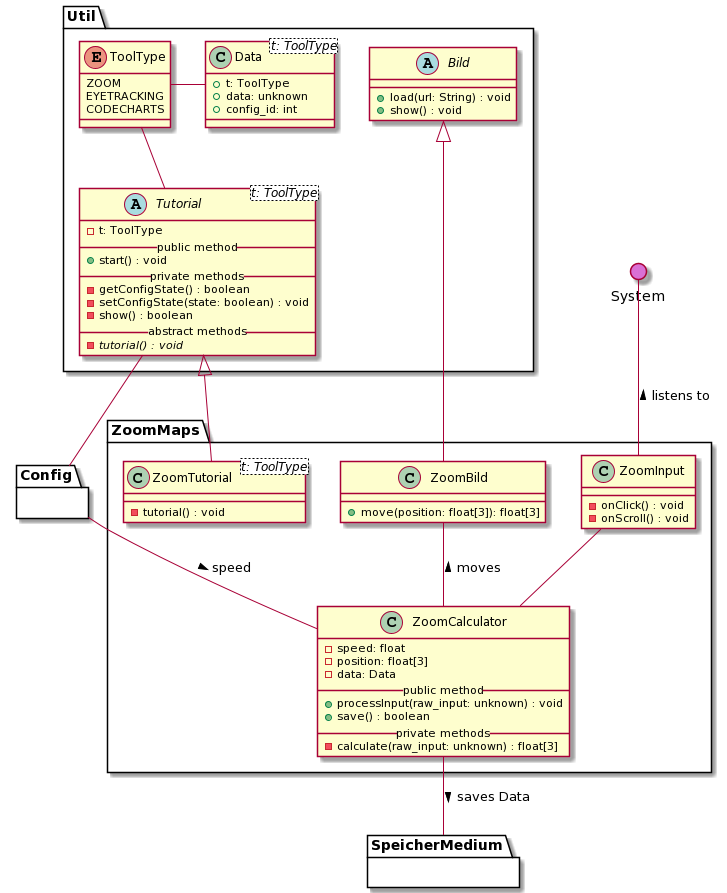 Util
E ToolType
ZOOM
EYETRACKING
CODECHARTS
C Data
t: ToolType
t: ToolType
data: unknown
config_id: int
A Bild
load(url: String) : void
show() : void
A Tutorial
t: ToolType
t: ToolType
public method
start() : void
private methods
getConfigState() : boolean
setConfigState(state: boolean) : void
show() : boolean
abstract methods
tutorial() : void
System
listens to
ZoomMaps
Config
C ZoomTutorial
t: ToolType
tutorial() : void
C ZoomBild
move(position: float[3]): float[3]
C ZoomInput
onClick() : void
onScroll() : void
speed
moves
C ZoomCalculator
speed: float
position: float[3]
data: Data
public method
processInput(raw_input: unknown) : void
save() : boolean
private methods
calculate(raw_input: unknown) : float[3]
saves Data
SpeicherMedium